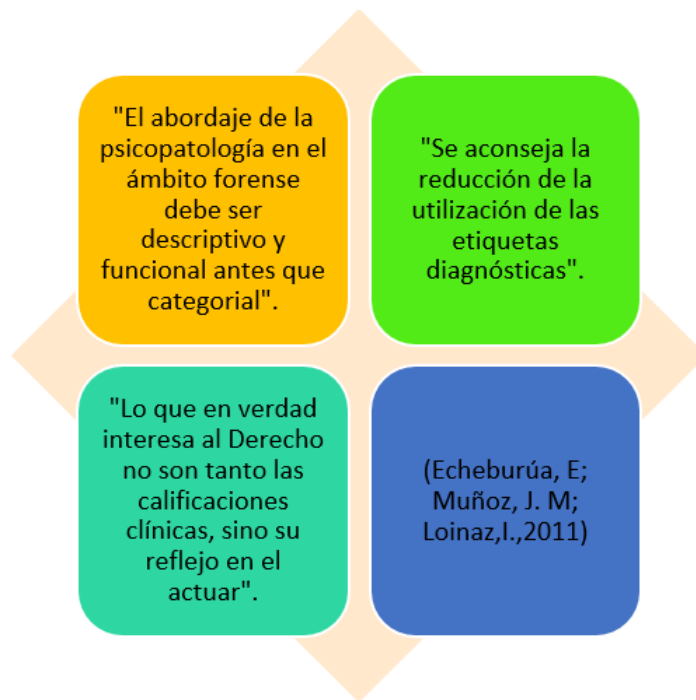 "El abordaje de la
psicopatología en el
ámbito forense
debe ser
descriptivo y
funcional antes que
categorial".
"Se aconseja la
reducción de la
utilización de las
etiquetas
diagnósticas".
"Lo que en verdad
interesa al Derecho
no son tanto las
calificaciones
clínicas, sino su
reflejo en el
actuar".
(Echeburúa, E;
Muñoz, J. M;
Loinaz,I.,2011)